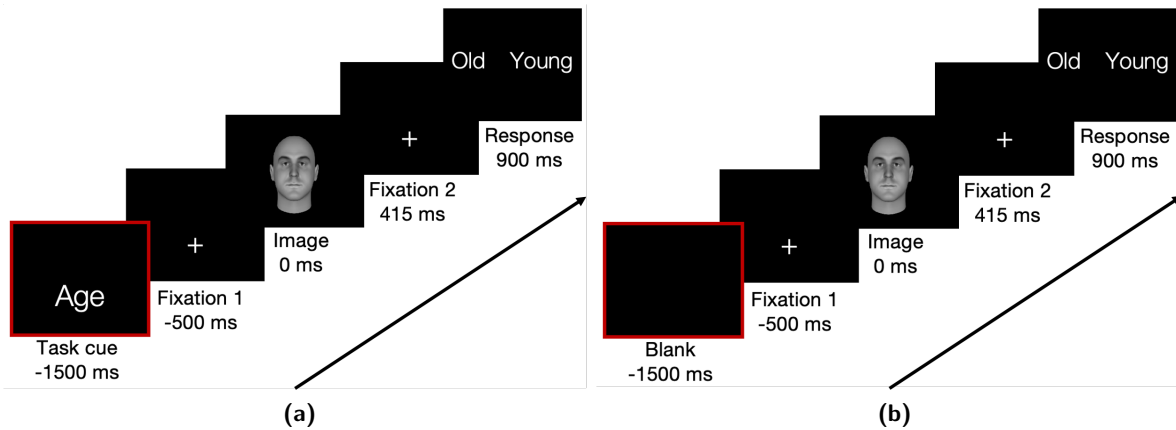 Old Young
Response
900 ms
+
Fixation 2
415 ms
Image
0 ms
+
Fixation 1
-500 ms
Age
Task cue
-1500 ms
(a)
Old Young
Response
900 ms
+
Fixation 2
415 ms
Image
0 ms
+
Fixation 1
-500 ms
Blank
-1500 ms
(b)